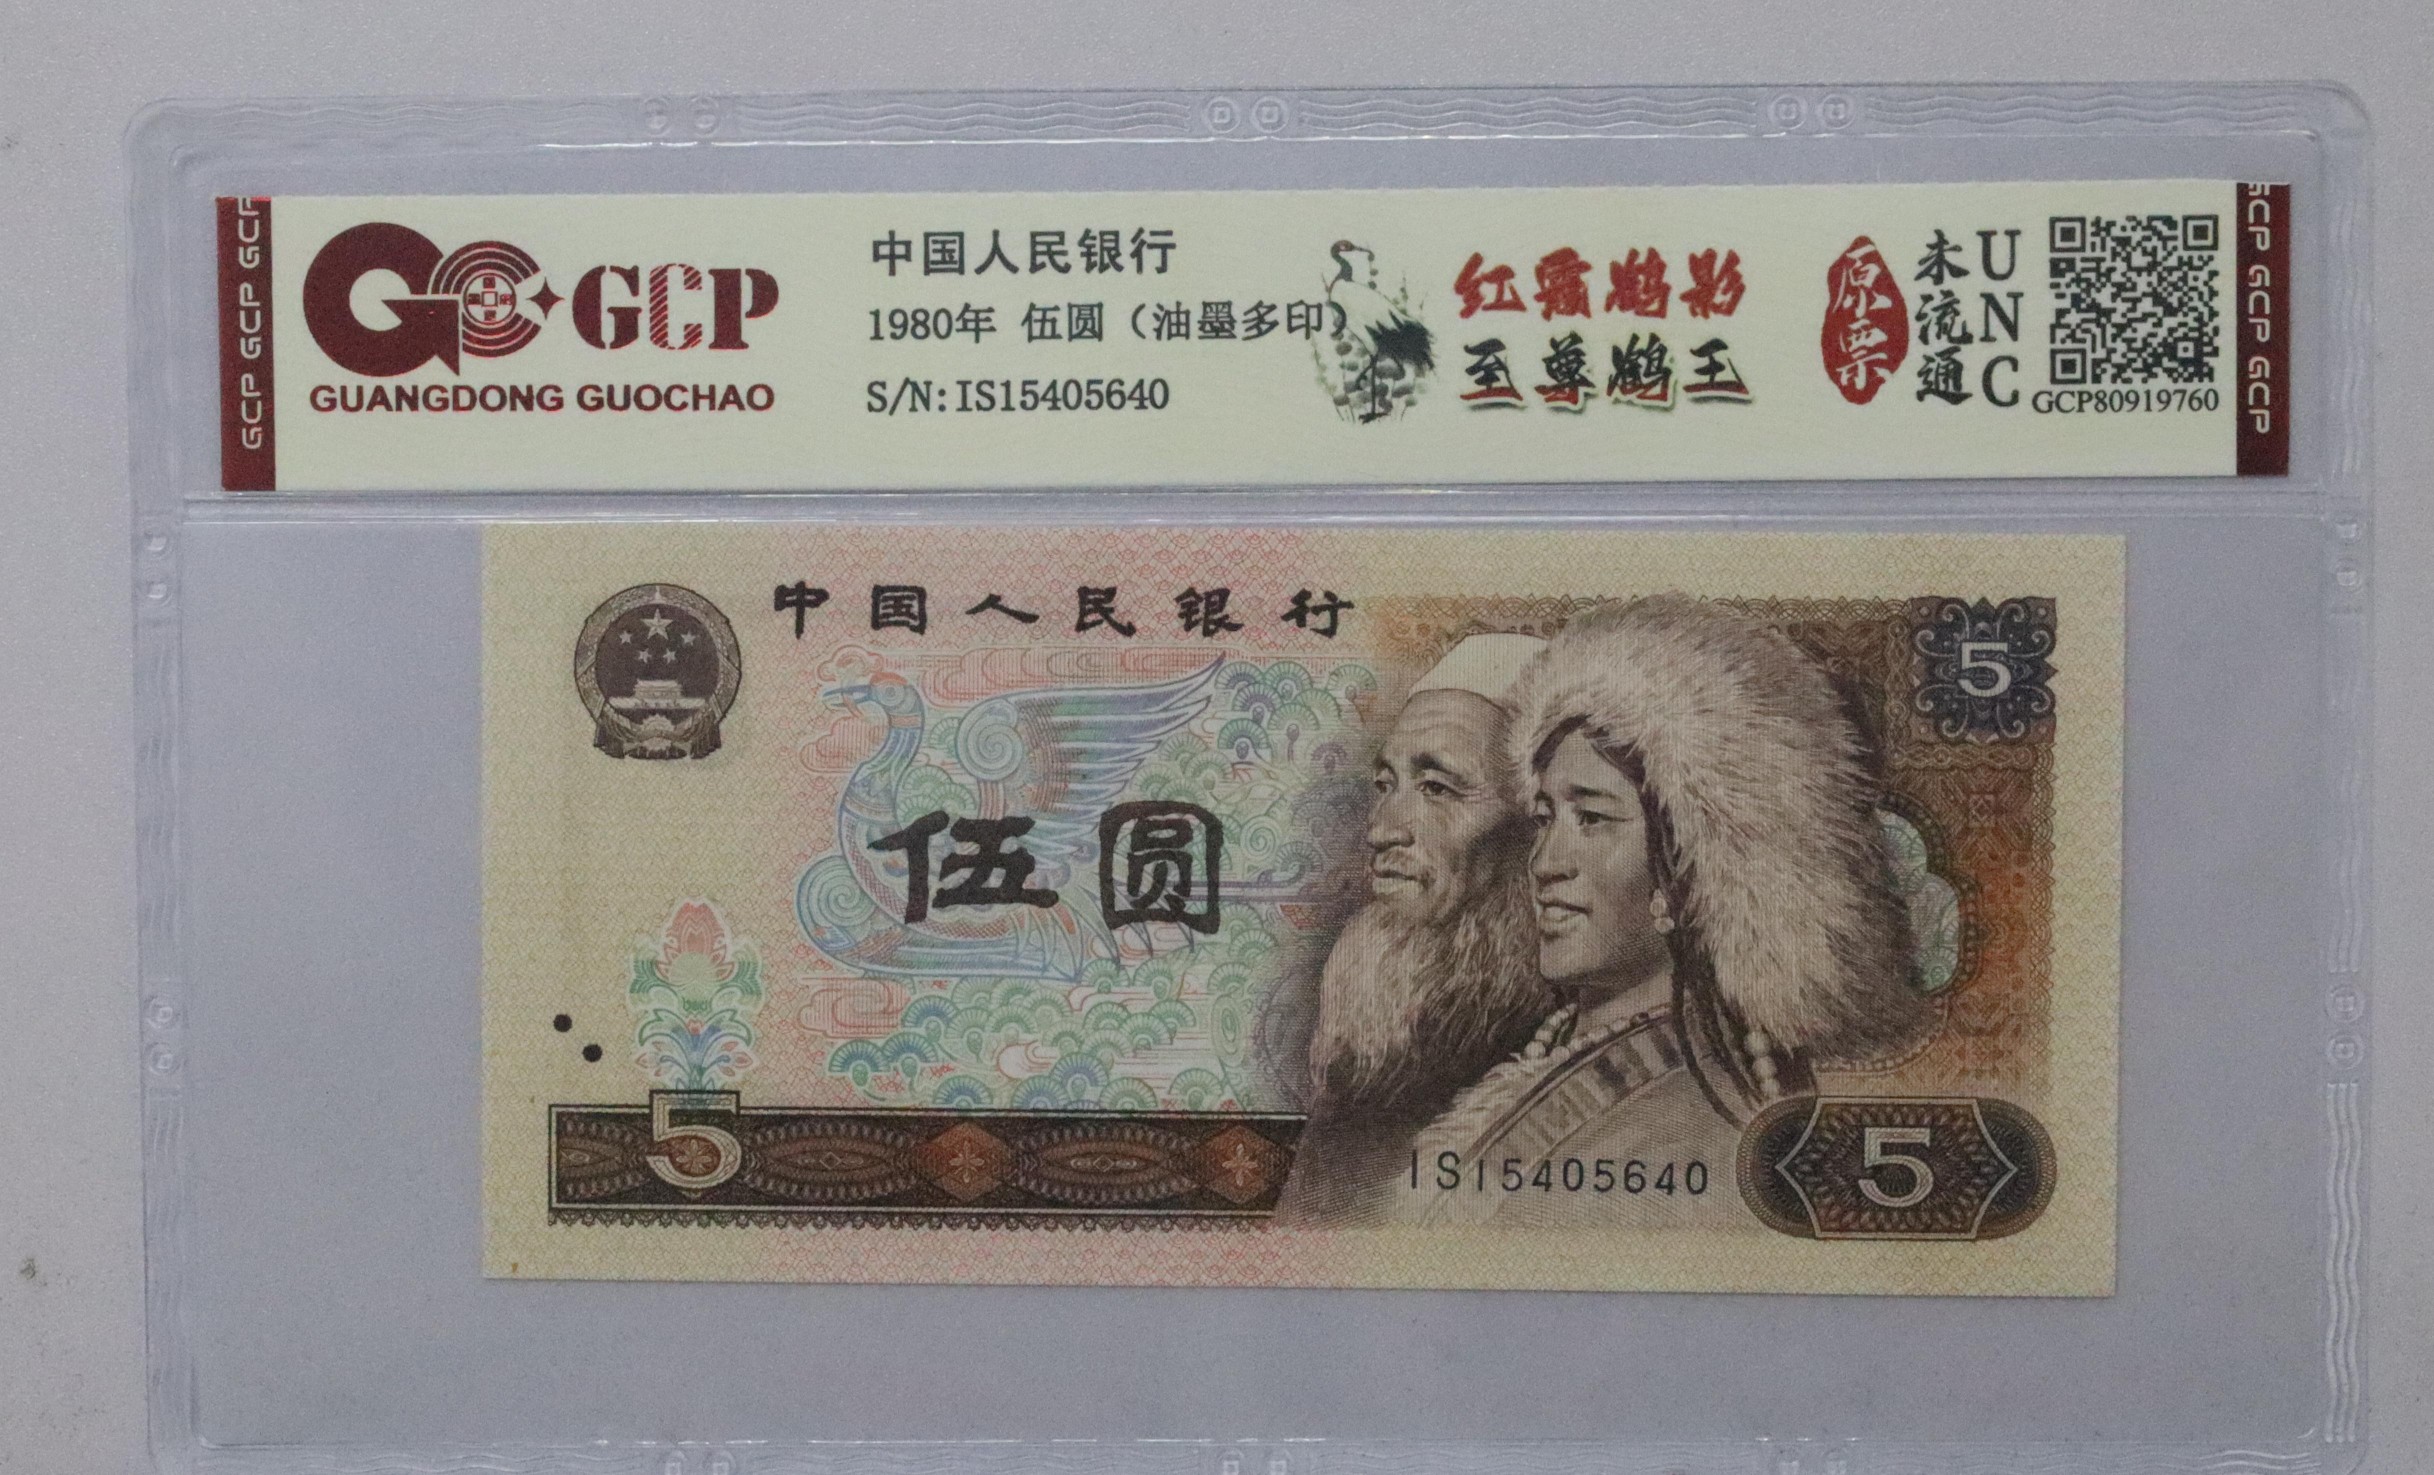 GCP GCP GCP
GCP
GUANGDONG GUOCHAO
中国人民银行
1980年 伍圆（油墨多印）
S/N:IS15405640
红霞鹤影
至尊鹤王
原票
未流通
UNC
GCP80919760
GCP GCP GCP
中国人民银行
5
伍圆
5
IS15405640
5